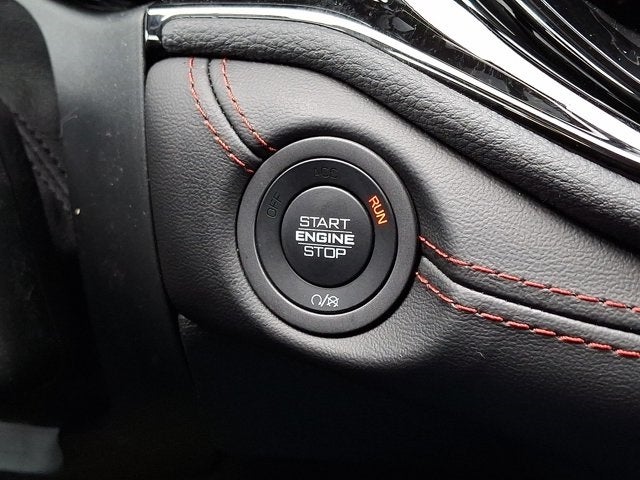 OFF
ACC
RUN
START
ENGINE
STOP